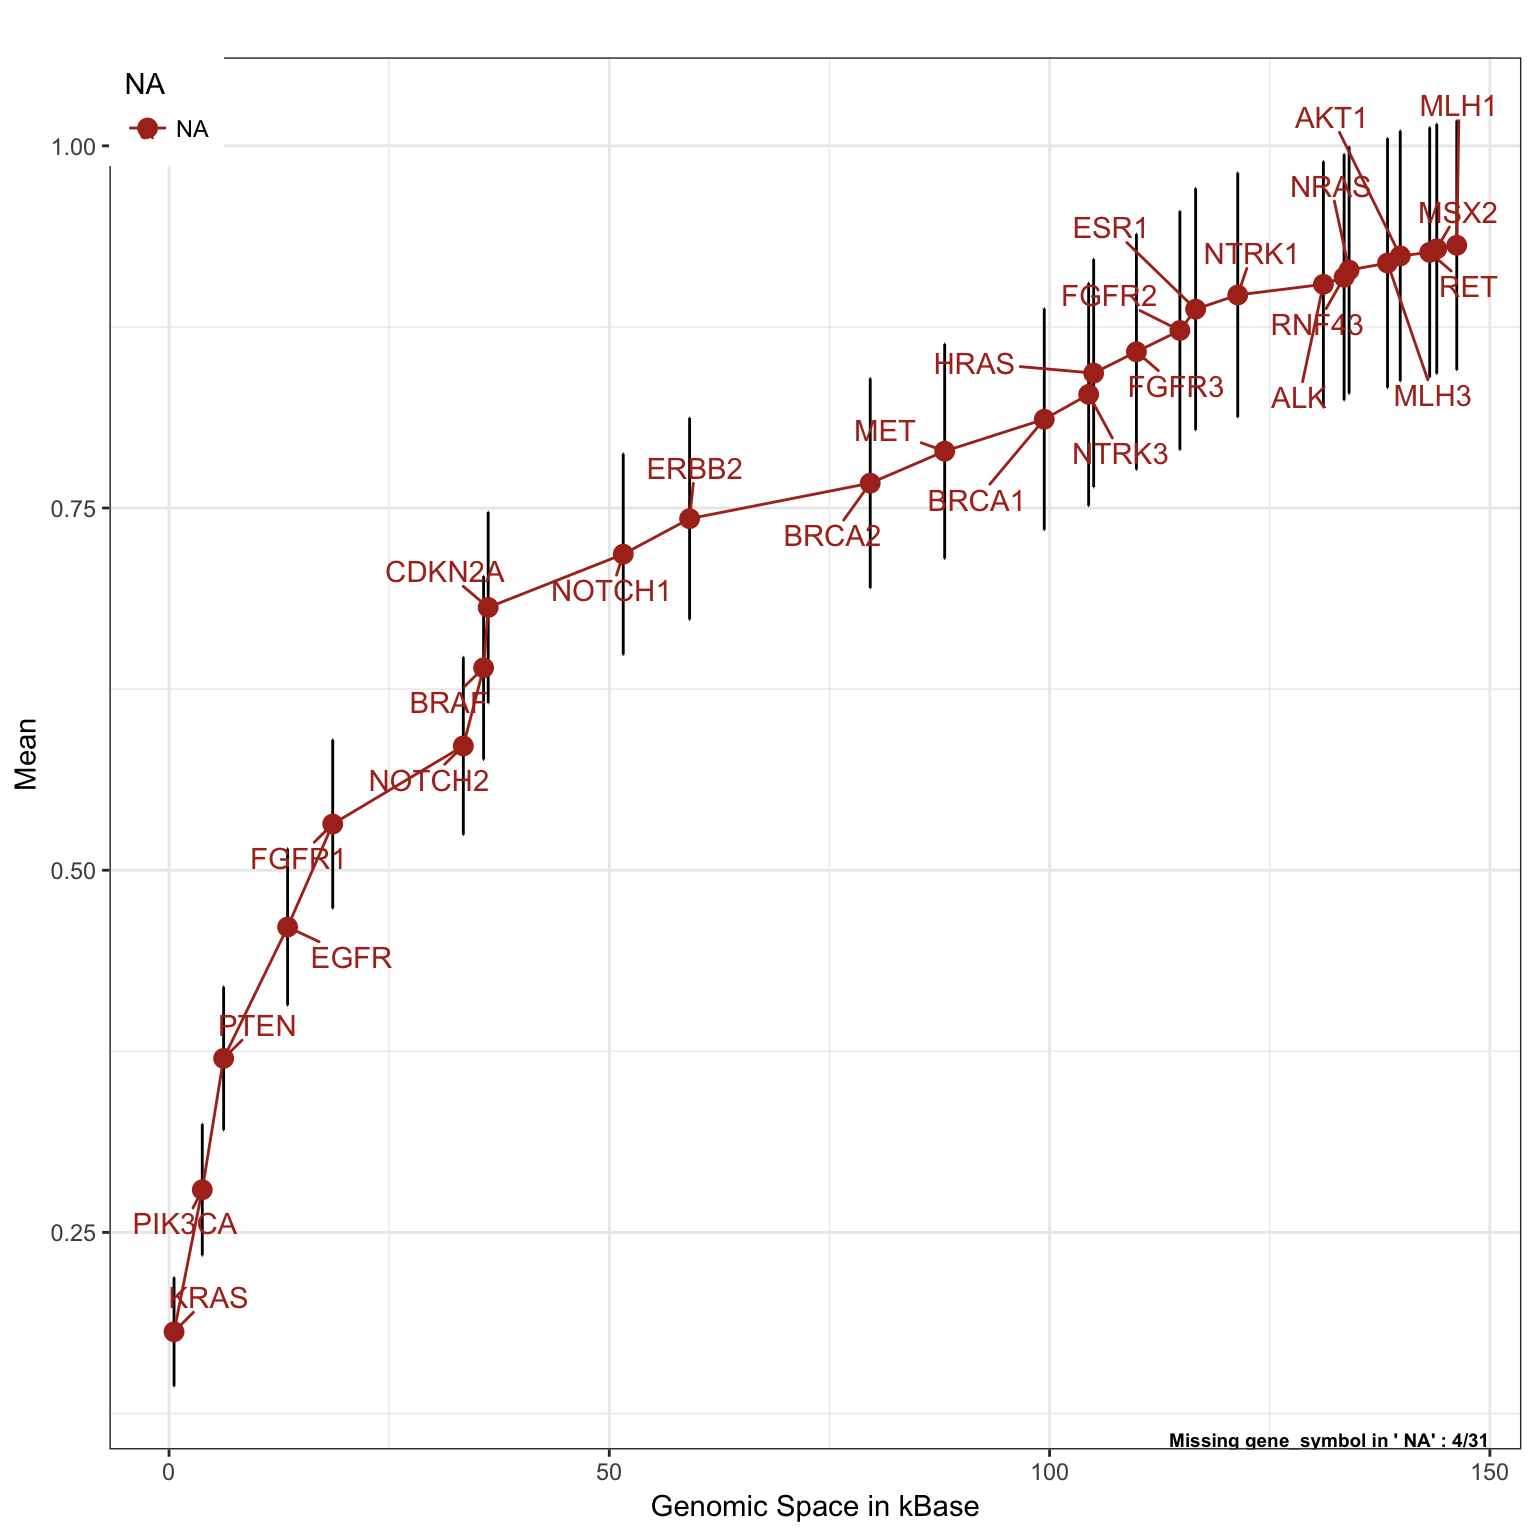 NA
NA
1.00
0.75
0.50
0.25
Mean
MLH1
AKT1
NRAS
MSX2
ESR1
NTRK1
RET
FGFR2
RNF43
HRAS
FGFR3
ALK
MLH3
MET
NTRK3
ERBB2
BRCA1
BRCA2
CDKN2A
NOTCH1
BRAF
NOTCH2
FGFR1
EGFR
PTEN
PIK3CA
KRAS
Missing gene symbol in ' NA' : 4/31
0
50
100
150
Genomic Space in kBase